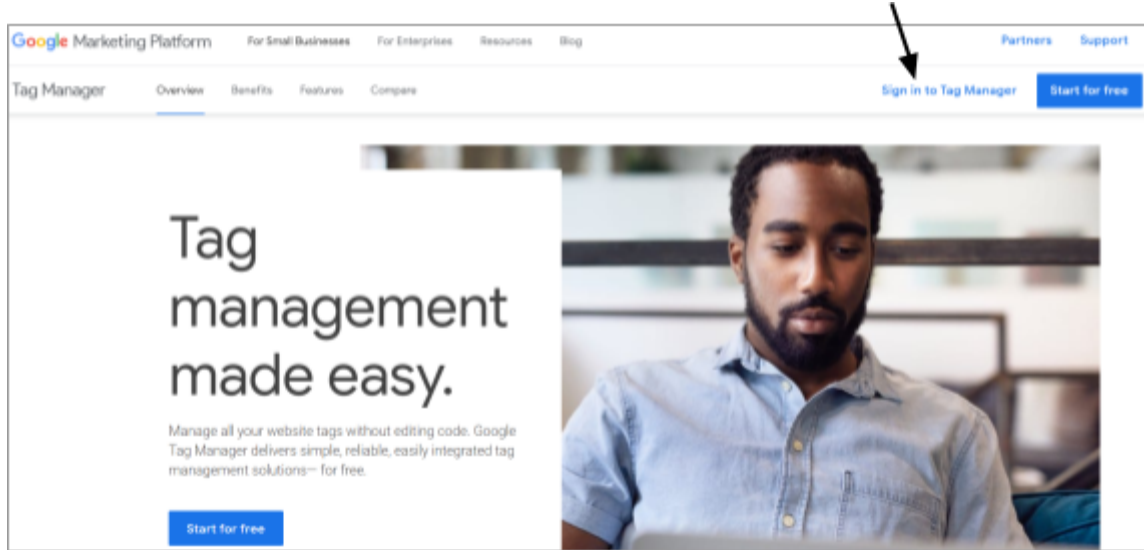 Google Marketing Platform For Small Businesses For Enterprises Resources Blog Partners Support
Tag Manager Overview Benefits Features Compare Sign in to Tag Manager Start for free
Tag
management
made easy.
Manage all your website tags without editing code. Google
Tag Manager delivers simple, reliable, easily integrated tag
management solutions— for free.
Start for free